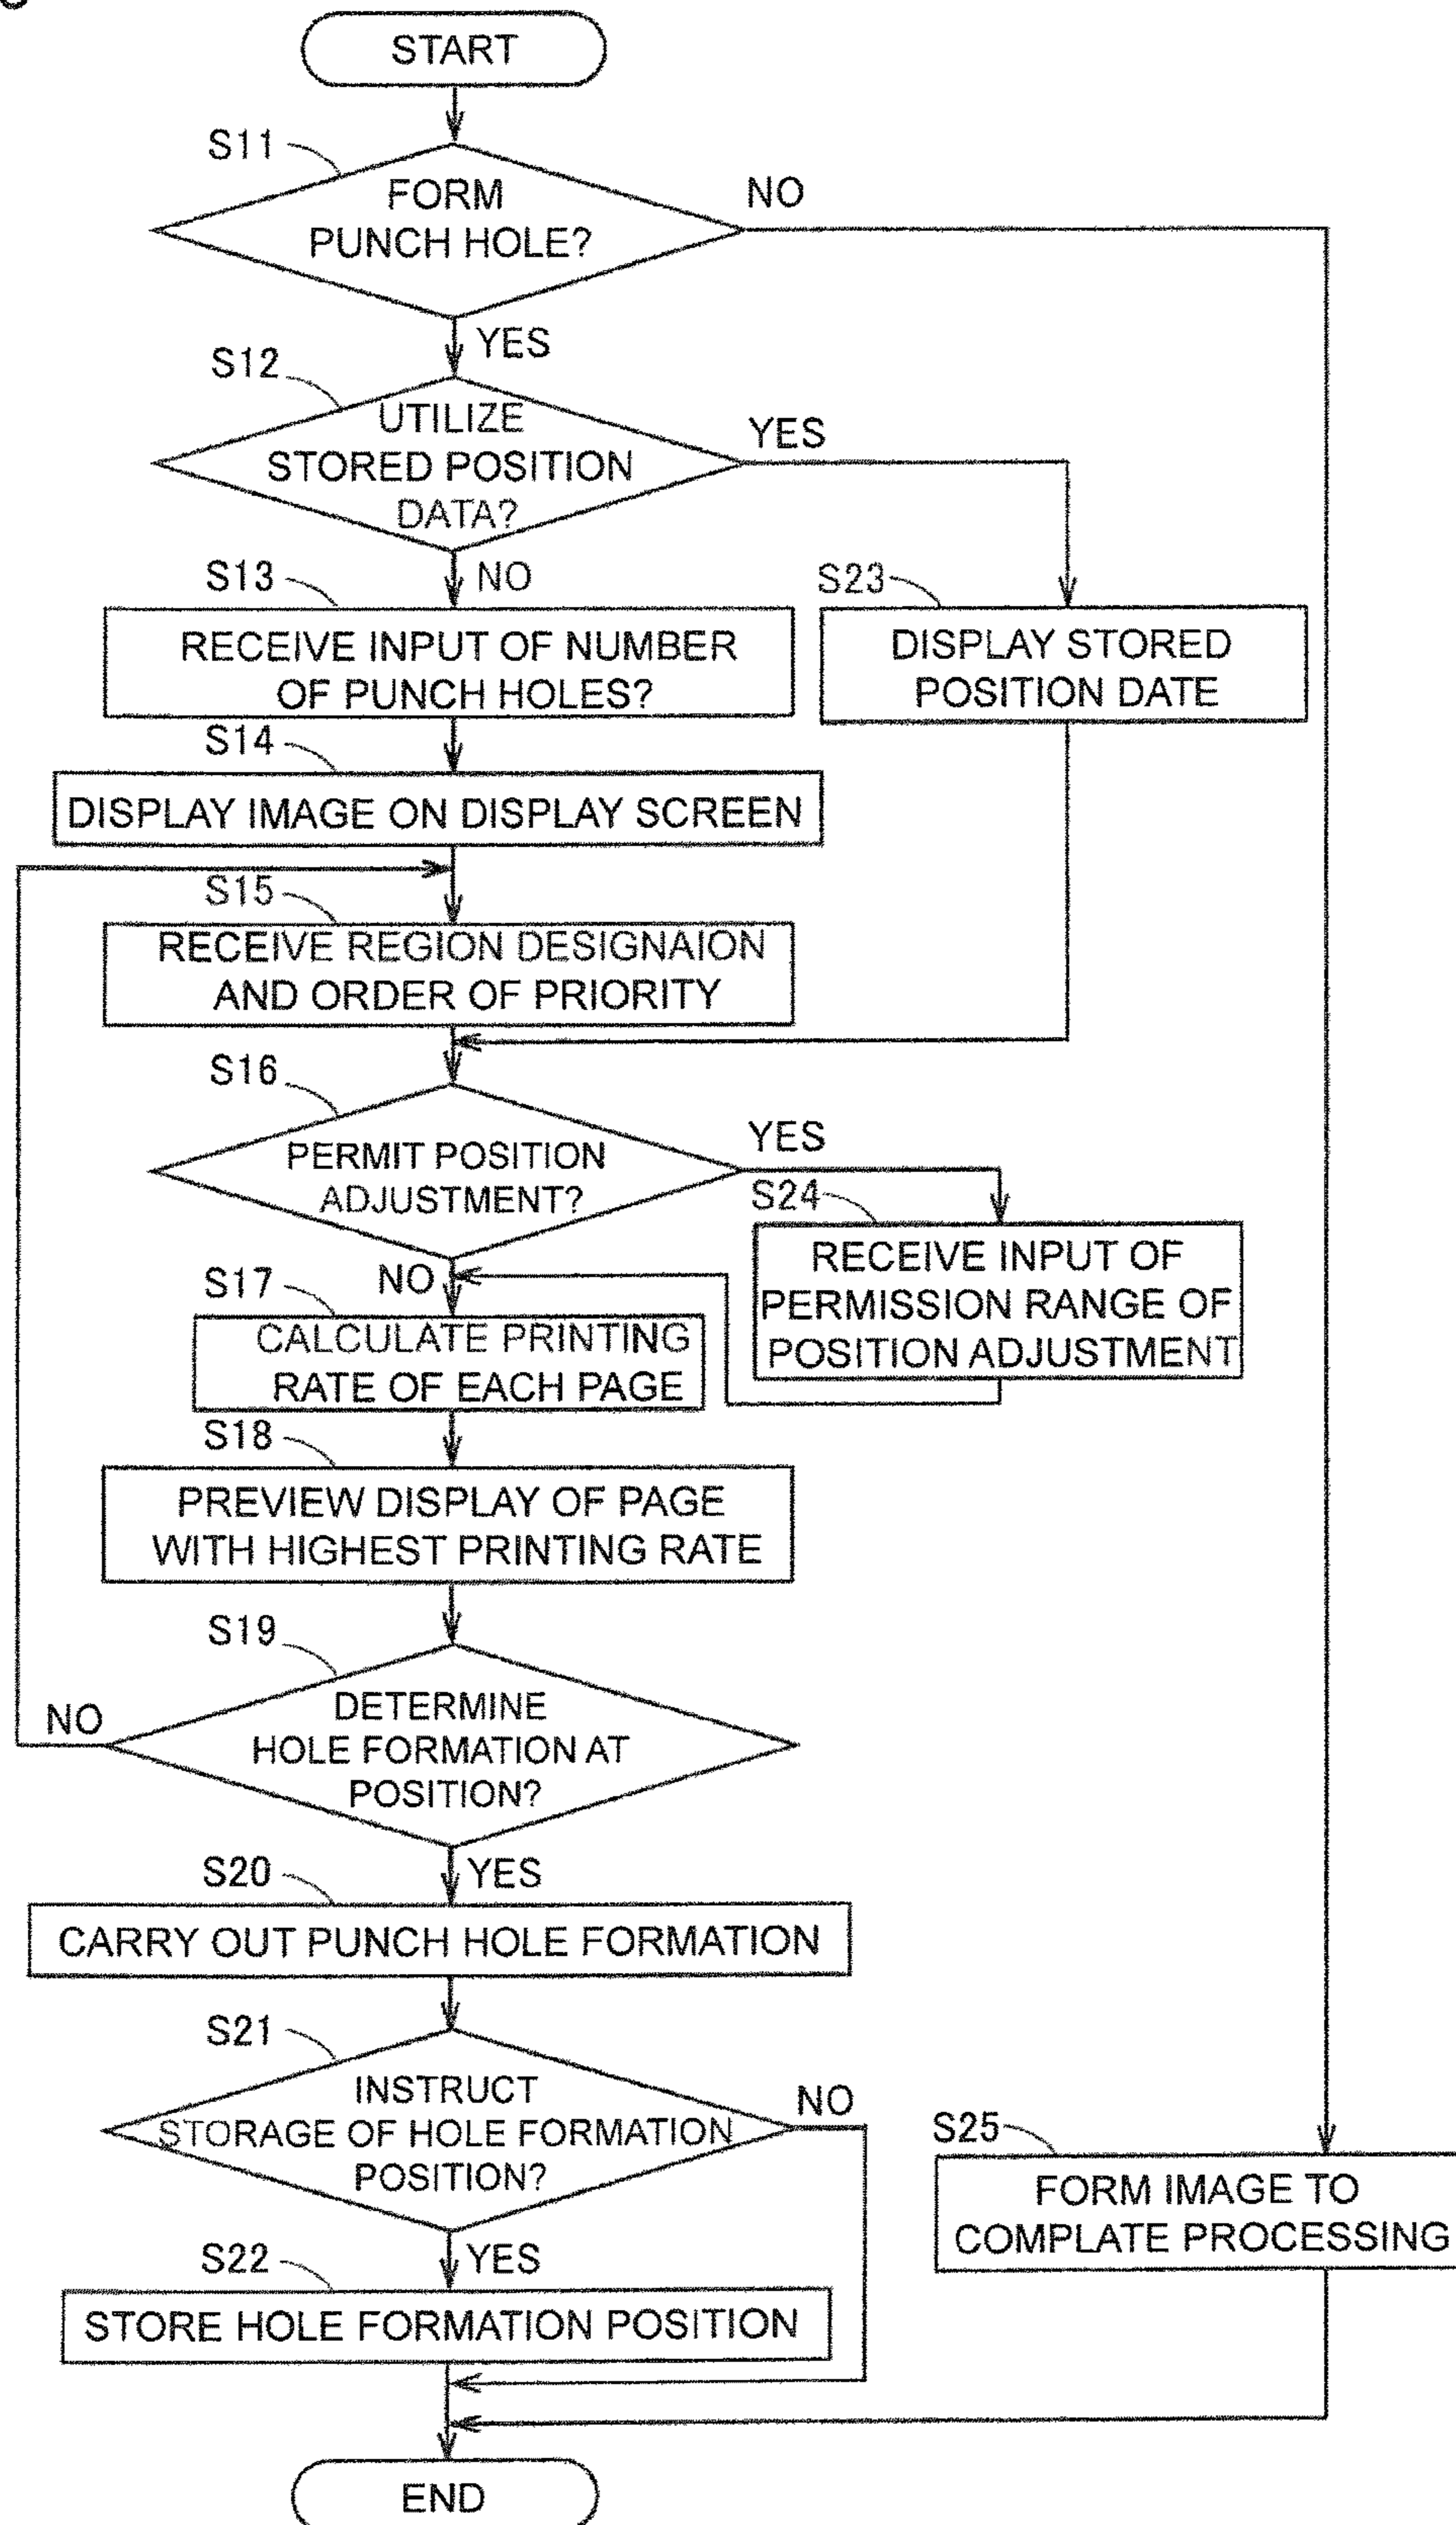 START
S11
FORM
PUNCH HOLE?
NO
YES
S12
UTILIZE
STORED POSITION
DATA?
YES
NO
S13
RECEIVE INPUT OF NUMBER
OF PUNCH HOLES?
S23
DISPLAY STORED
POSITION DATE
S14
DISPLAY IMAGE ON DISPLAY SCREEN
S15
RECEIVE REGION DESIGNAION
AND ORDER OF PRIORITY
S16
PERMIT POSITION
ADJUSTMENT?
YES
NO
S24
RECEIVE INPUT OF
PERMISSION RANGE OF
POSITION ADJUSTMENT
S17
CALCULATE PRINTING
RATE OF EACH PAGE
S18
PREVIEW DISPLAY OF PAGE
WITH HIGHEST PRINTING RATE
S19
DETERMINE
HOLE FORMATION AT
POSITION?
NO
YES
S20
CARRY OUT PUNCH HOLE FORMATION
S21
INSTRUCT
STORAGE OF HOLE FORMATION
POSITION?
NO
YES
S22
STORE HOLE FORMATION POSITION
S25
FORM IMAGE TO
COMPLATE PROCESSING
END